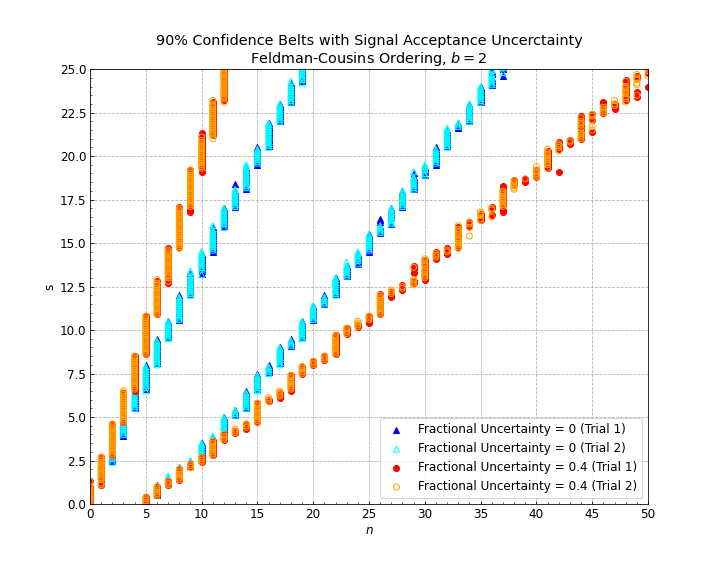 90% Confidence Belts with Signal Acceptance Uncerctainty
Feldman-Cousins Ordering, b = 2
25.0
22.5
20.0
17.5
15.0
12.5
10.0
7.5
5.0
2.5
0.0
s
Fractional Uncertainty = 0 (Trial 1)
Fractional Uncertainty = 0 (Trial 2)
Fractional Uncertainty = 0.4 (Trial 1)
Fractional Uncertainty = 0.4 (Trial 2)
0 5 10 15 20 25 30 35 40 45 50
n